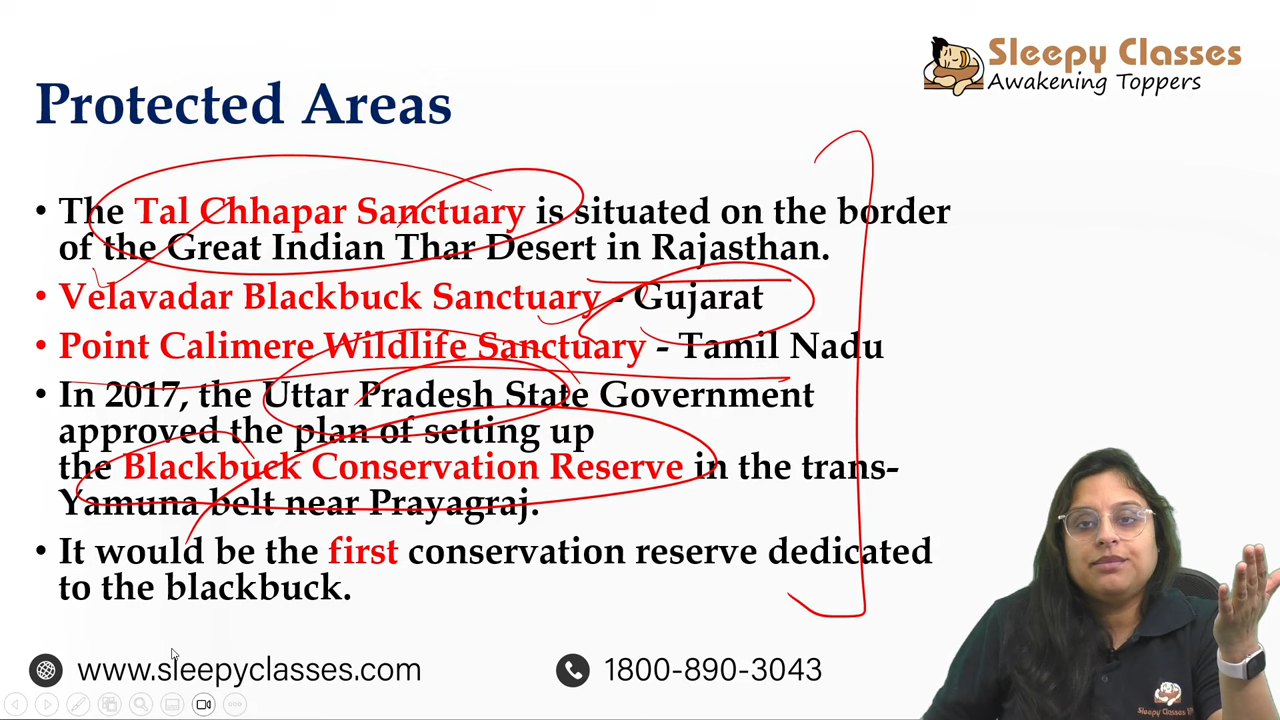 Sleepy Classes
Awakening Toppers
Protected Areas
• The Tal Chhapar Sanctuary is situated on the border
of the Great Indian Thar Desert in Rajasthan.
• Velavadar Blackbuck Sanctuary - Gujarat
• Point Calimere Wildlife Sanctuary - Tamil Nadu
• In 2017, the Uttar Pradesh State Government
approved the plan of setting up
the Blackbuck Conservation Reserve in the trans-
Yamuna belt near Prayagraj.
• It would be the first conservation reserve dedicated
to the blackbuck.
www.sleepyclasses.com
1800-890-3043
Sleepy Classes